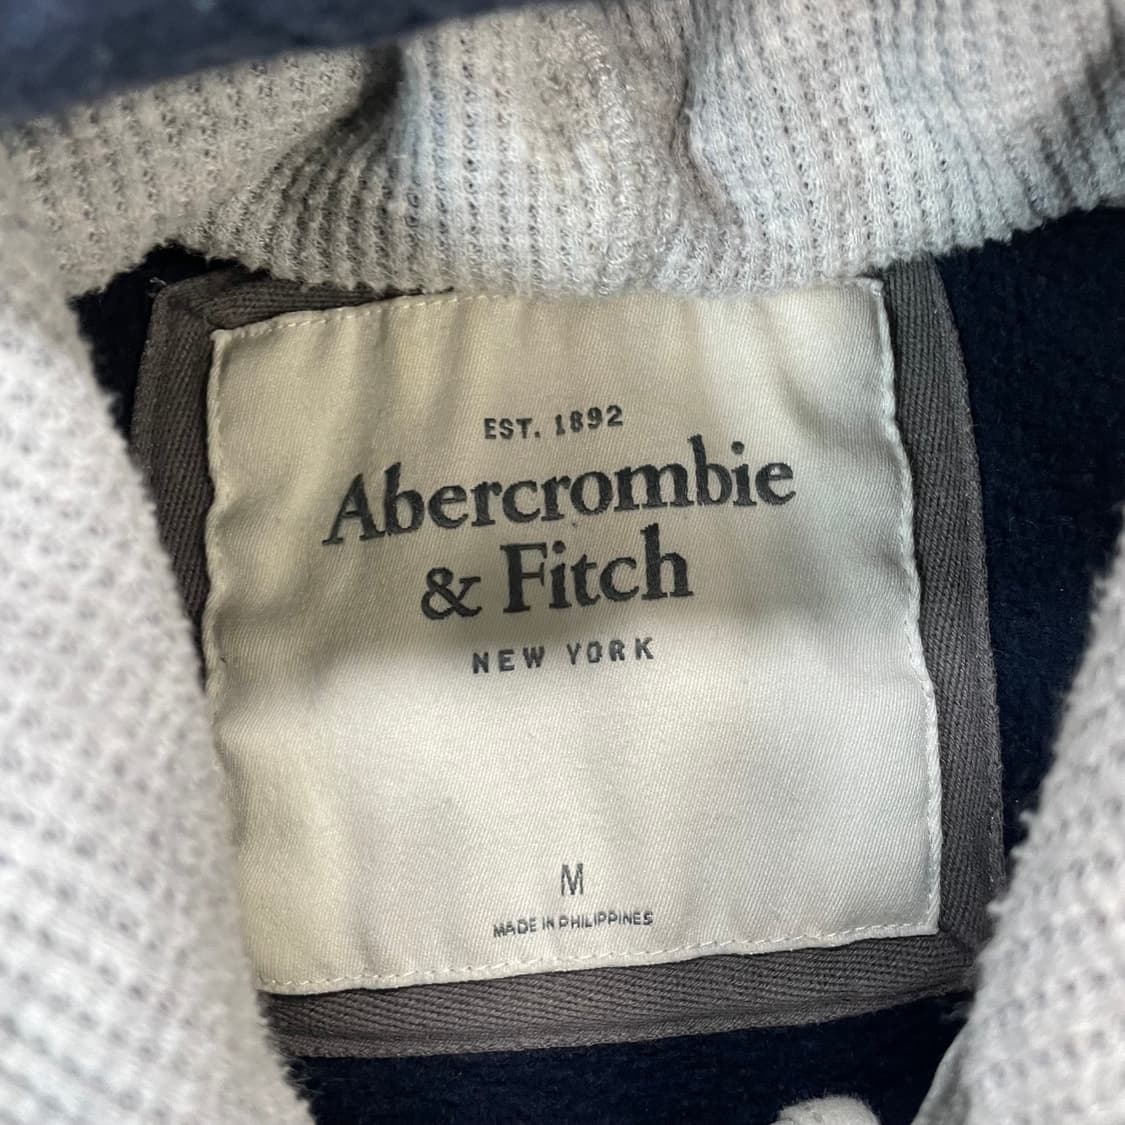 EST. 1892
Abercrombie
& Fitch
NEW YORK
M
MADE IN PHILIPPINES